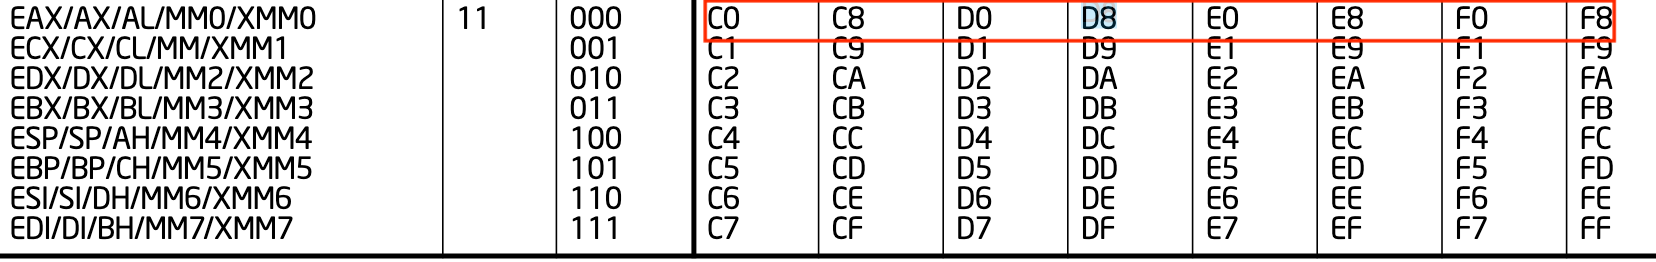 EAX/AX/AL/MM0/XMM0 11 000 C0 C8 D0 D8 E0 E8 F0 F8
ECX/CX/CL/MM/XMM1 001 C1 C9 D1 D9 E1 E9 F1 F9
EDX/DX/DL/MM2/XMM2 010 C2 CA D2 DA E2 EA F2 FA
EBX/BX/BL/MM3/XMM3 011 C3 CB D3 DB E3 EB F3 FB
ESP/SP/AH/MM4/XMM4 100 C4 CC D4 DC E4 EC F4 FC
EBP/BP/CH/MM5/XMM5 101 C5 CD D5 DD E5 ED F5 FD
ESI/SI/DH/MM6/XMM6 110 C6 CE D6 DE E6 EE F6 FE
EDI/DI/BH/MM7/XMM7 111 C7 CF D7 DF E7 EF F7 FF